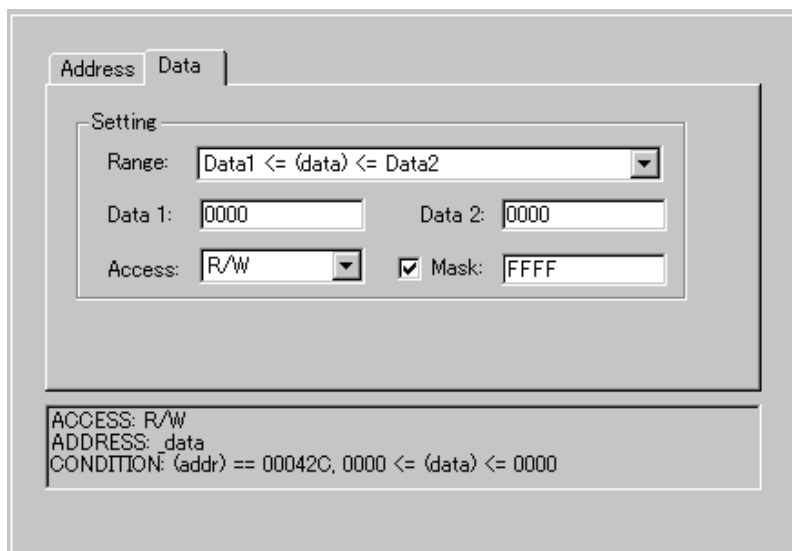 Address Data
Setting
Range: Data1 <= (data) <= Data2
Data 1: 0000 Data 2: 0000
Access: R/W Mask: FFFF
ACCESS: R/W
ADDRESS: _data
CONDITION: (addr) == 00042C, 0000 <= (data) <= 0000